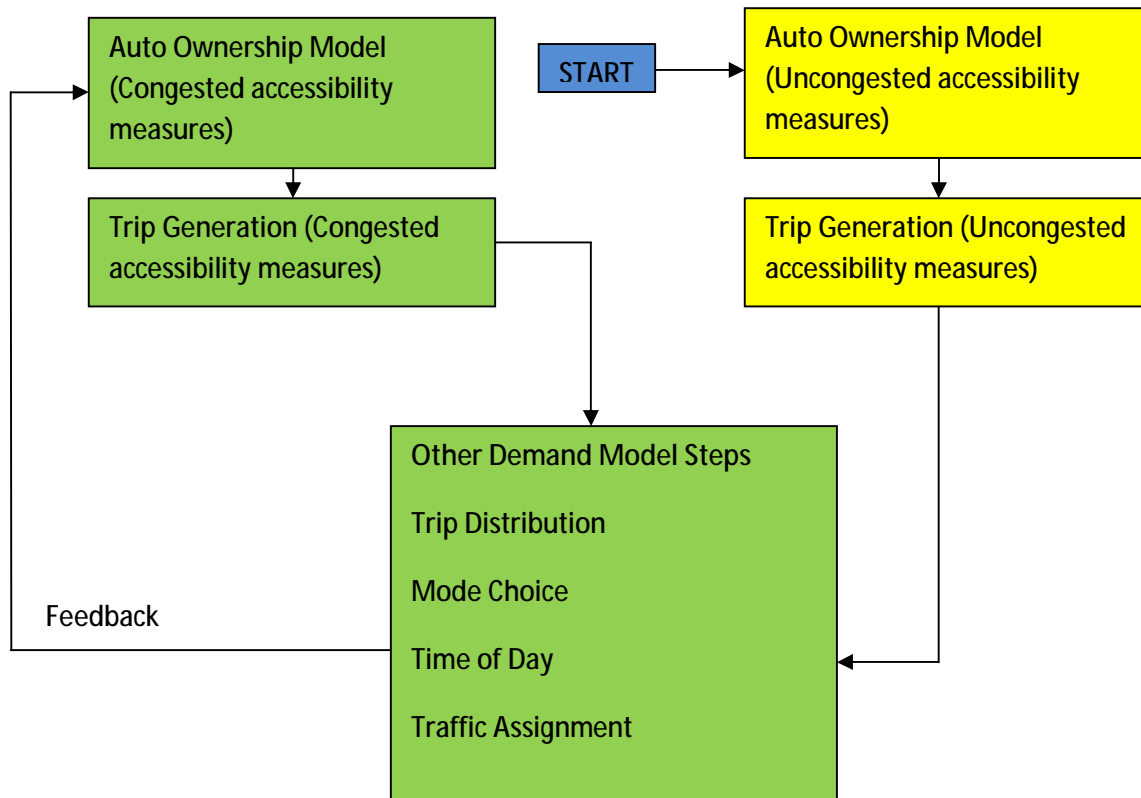 Auto Ownership Model
(Congested accessibility
measures)
START
Auto Ownership Model
(Uncongested accessibility
measures)
Trip Generation (Congested
accessibility measures)
Trip Generation (Uncongested
accessibility measures)
Other Demand Model Steps
Trip Distribution
Mode Choice
Time of Day
Traffic Assignment
Feedback